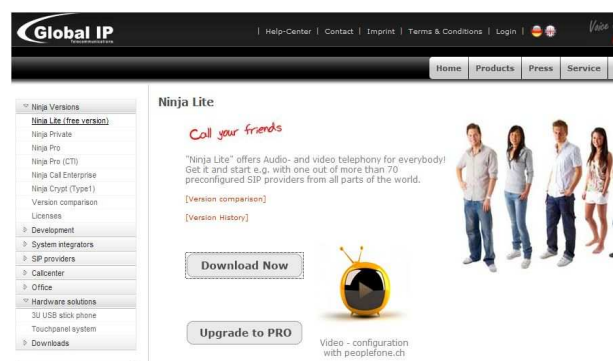 Global IP
Telecommunications
| Help-Center | Contact | Imprint | Terms & Conditions | Login |
Voice
Home Products Press Service
Ninja Versions
Ninja Lite (free version)
Ninja Private
Ninja Pro
Ninja Pro (CTI)
Ninja Call Enterprise
Ninja Crypt (Type1)
Version comparison
Licenses
Development
System integrators
SIP providers
Callcenter
Office
Hardware solutions
3U USB stick phone
Touchpanel system
Downloads
Ninja Lite
Call your friends
"Ninja Lite" offers Audio- and video telephony for everybody!
Get it and start e.g. with one out of more than 70
preconfigured SIP providers from all parts of the world.
[Version comparison]
[Version History]
Download Now
Upgrade to PRO
Video - configuration
with peoplefone.ch